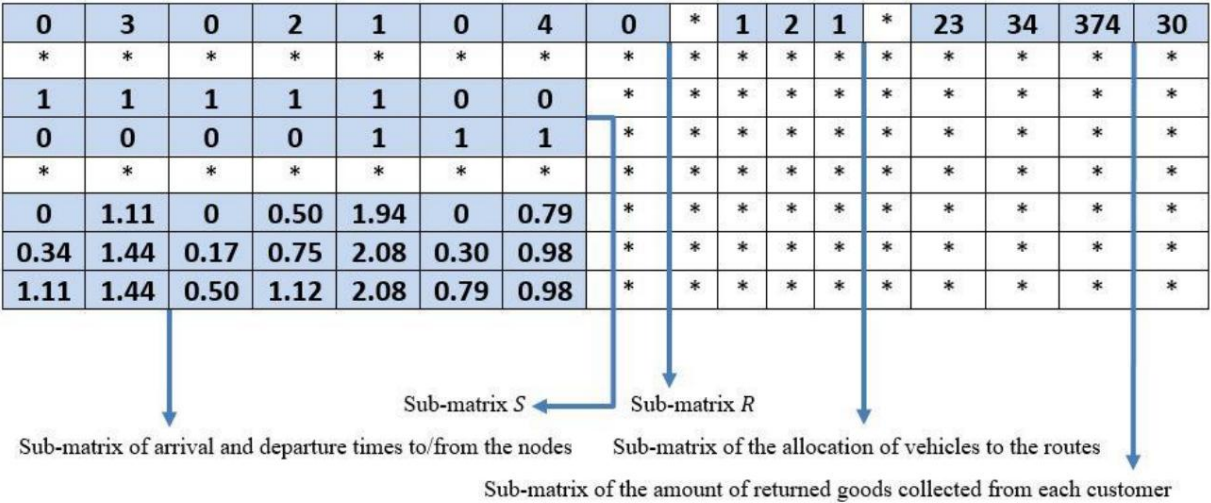 0 3 0 2 1 0 4 0 * 1 2 1 * 23 34 374 30
* * * * * * * * * * * * * * * * *
1 1 1 1 1 0 0 * * * * * * * * * *
0 0 0 0 1 1 1 * * * * * * * * * *
* * * * * * * * * * * * * * * * *
0 1.11 0 0.50 1.94 0 0.79 * * * * * * * * * *
0.34 1.44 0.17 0.75 2.08 0.30 0.98 * * * * * * * * * *
1.11 1.44 0.50 1.12 2.08 0.79 0.98 * * * * * * * * * *
Sub-matrix S Sub-matrix R
Sub-matrix of arrival and departure times to/from the nodes Sub-matrix of the allocation of vehicles to the routes
Sub-matrix of the amount of returned goods collected from each customer